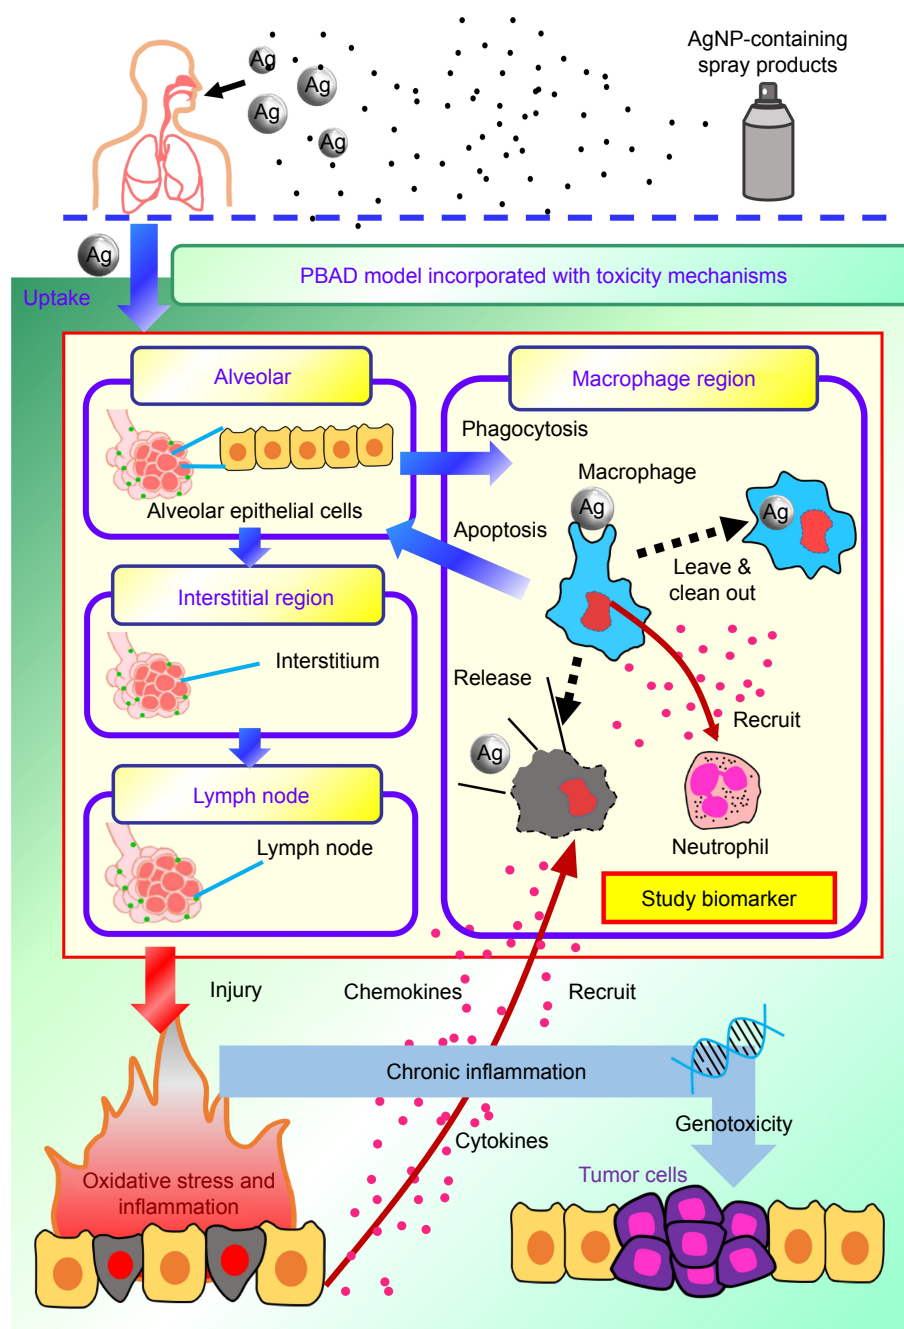 AgNP-containing
spray products
Ag
Ag
Ag
Ag
Ag
PBAD model incorporated with toxicity mechanisms
Uptake
Alveolar
Macrophage region
Phagocytosis
Macrophage
Ag
Ag
Alveolar epithelial cells
Apoptosis
Leave &
clean out
Interstitial region
Interstitium
Release
Recruit
Ag
Lymph node
Lymph node
Neutrophil
Study biomarker
Injury
Chemokines
Recruit
Chronic inflammation
Genotoxicity
Cytokines
Tumor cells
Oxidative stress and
inflammation